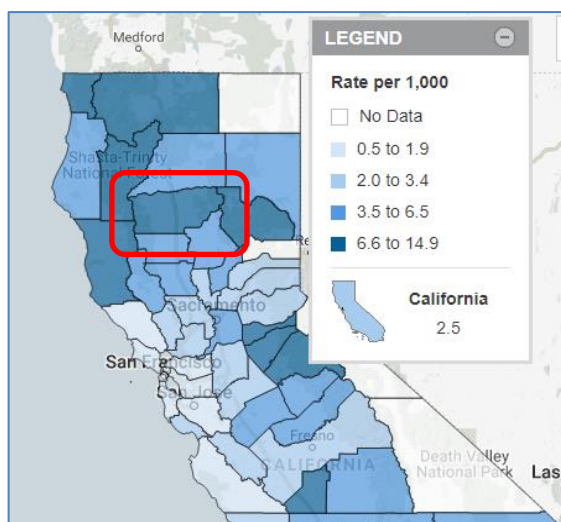 Medford
LEGEND
Rate per 1,000
No Data
0.5 to 1.9
2.0 to 3.4
3.5 to 6.5
6.6 to 14.9
California
2.5
Shasta-Trinity
National Forest
Re
Sacramento
San Francisco
San Jose
Fresno
CALIFORNIA
Death Valley
National Park
Las